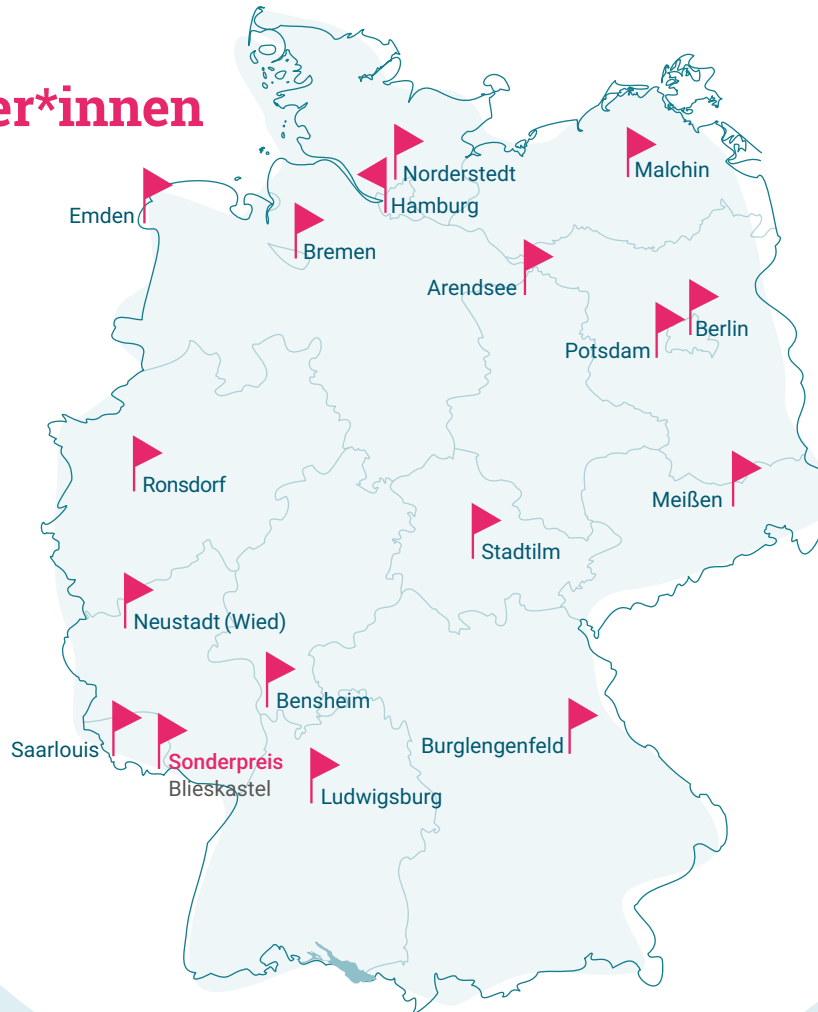 er*innen
Norderstedt
Malchin
Hamburg
Emden
Bremen
Arendsee
Berlin
Potsdam
Ronsdorf
Meißen
Stadtilm
Neustadt (Wied)
Bensheim
Saarlouis
Burglengenfeld
Sonderpreis
Blieskastel
Ludwigsburg